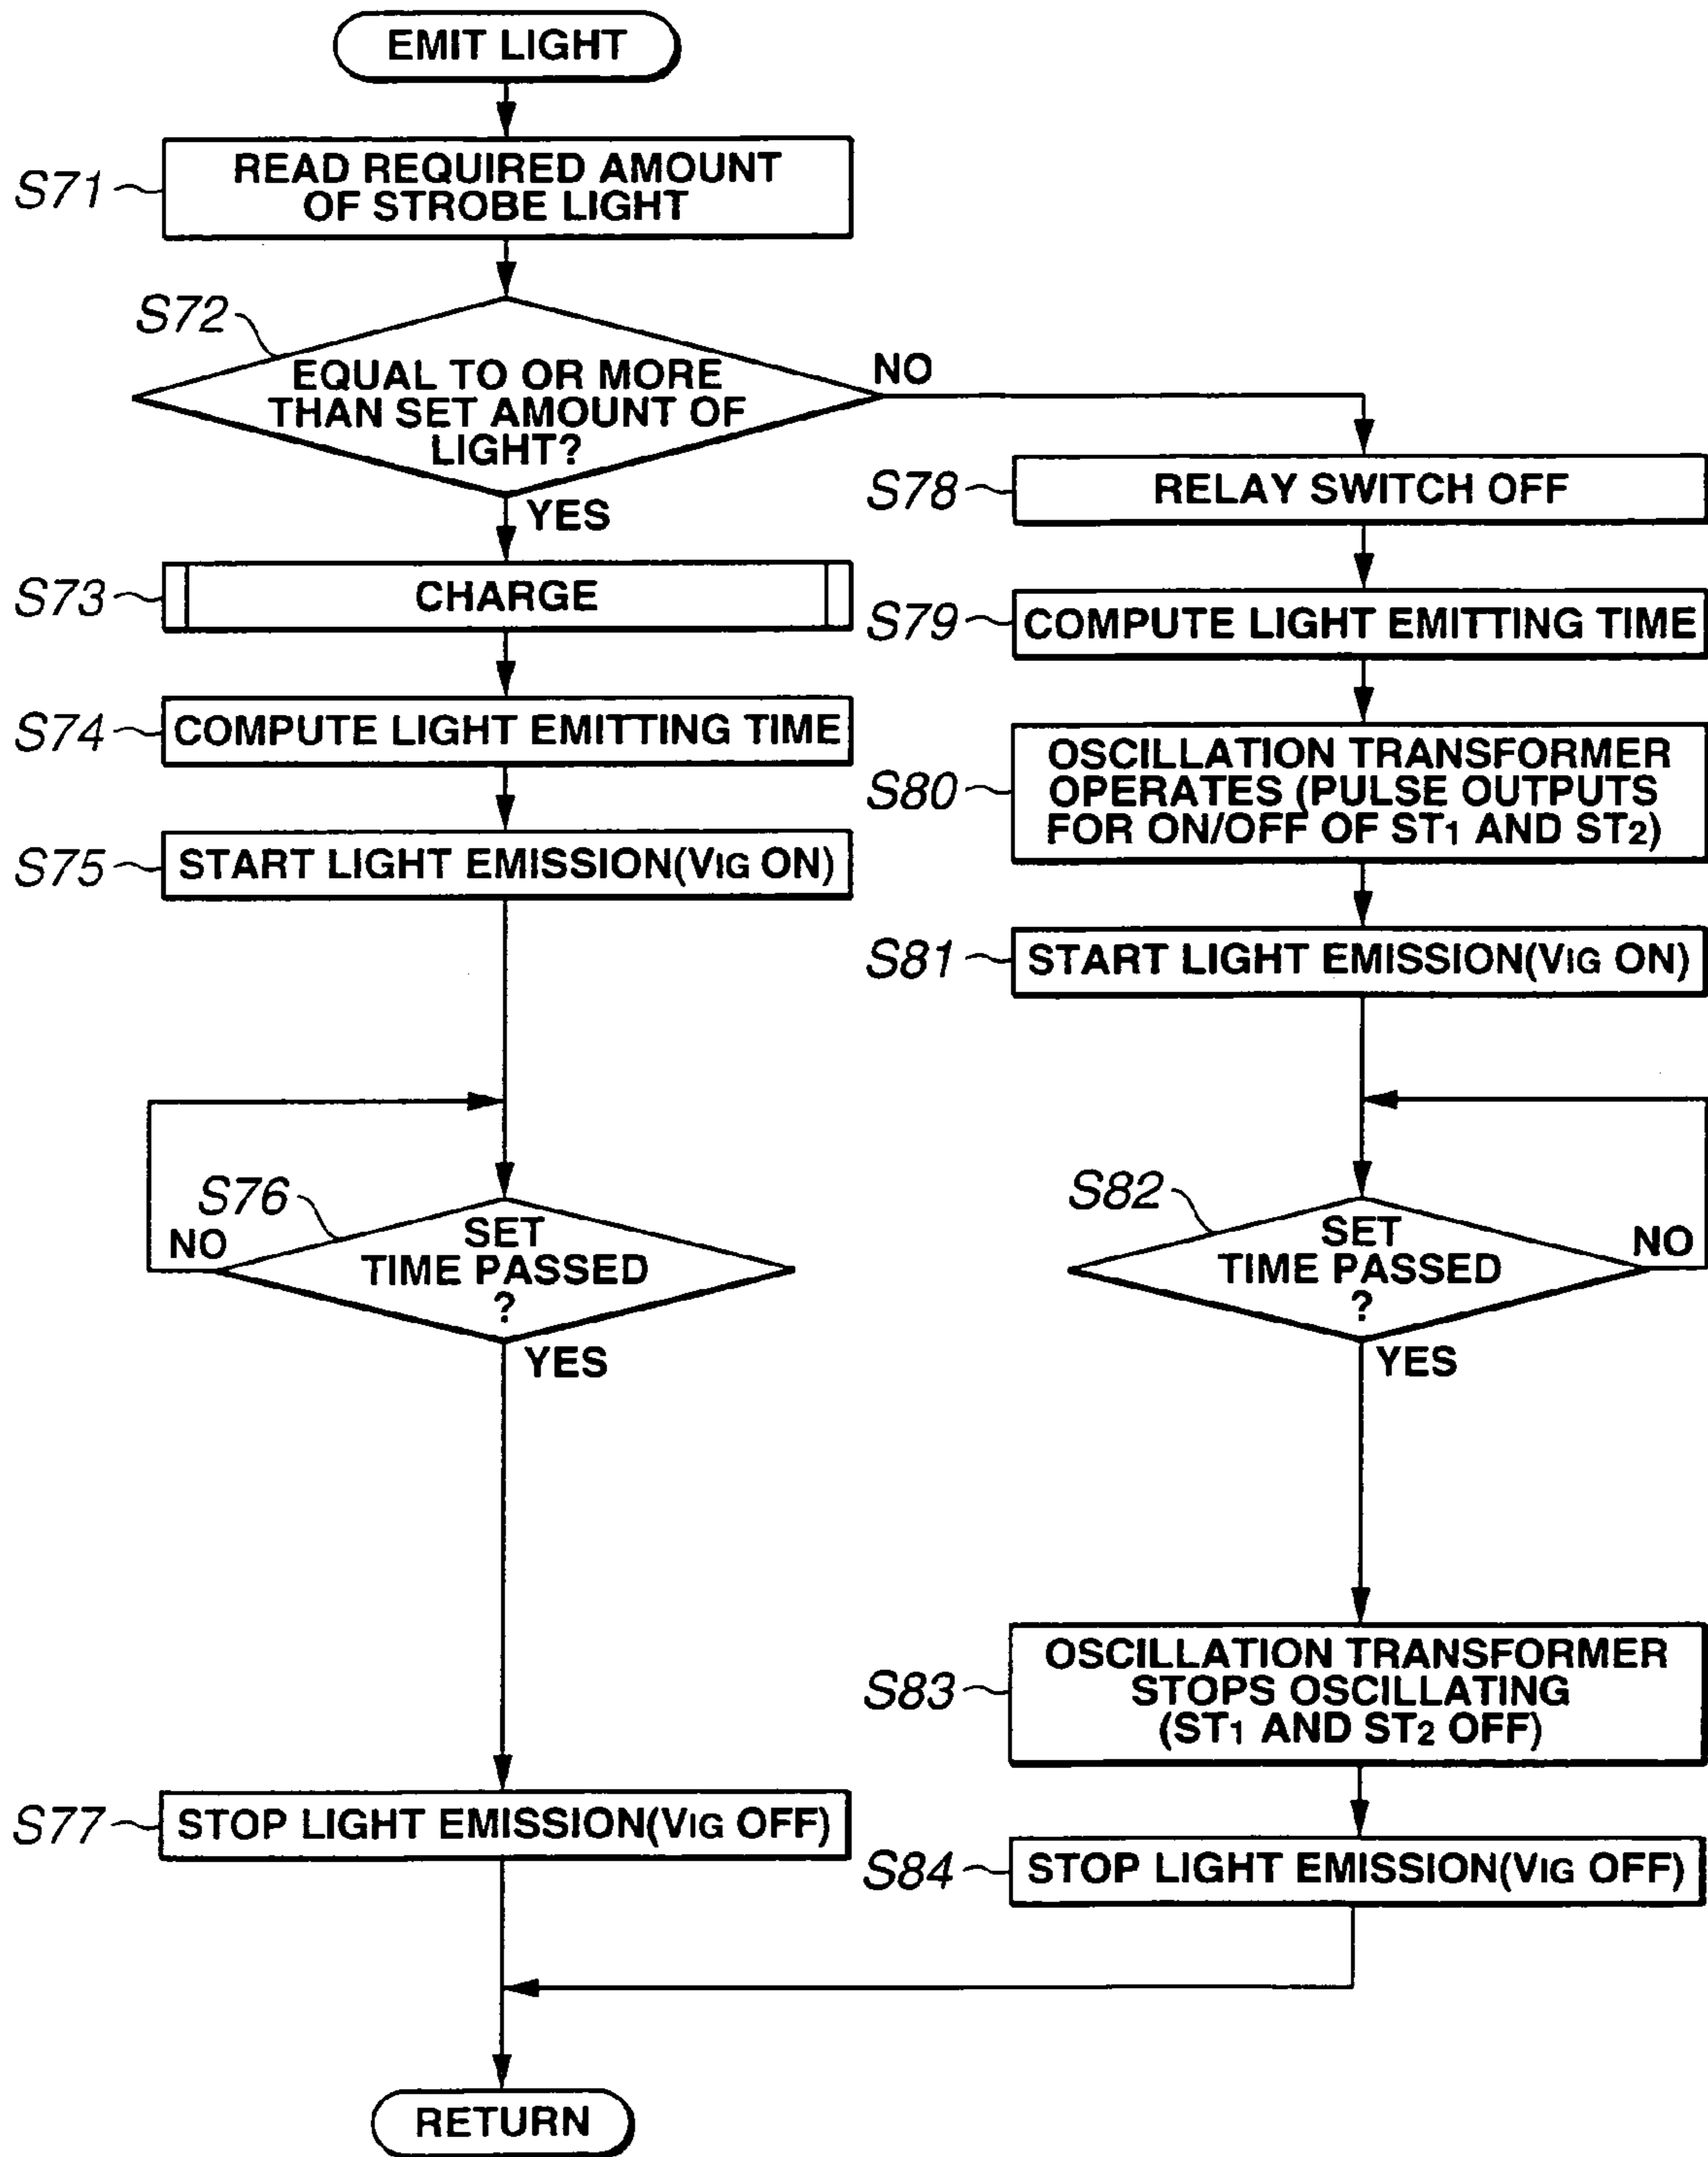 EMIT LIGHT
S71
READ REQUIRED AMOUNT
OF STROBE LIGHT
S72
EQUAL TO OR MORE
THAN SET AMOUNT OF
LIGHT?
NO
YES
S73
CHARGE
S74
COMPUTE LIGHT EMITTING TIME
S75
START LIGHT EMISSION(VIG ON)
S76
SET
TIME PASSED
?
NO
YES
S77
STOP LIGHT EMISSION(VIG OFF)
S78
RELAY SWITCH OFF
S79
COMPUTE LIGHT EMITTING TIME
S80
OSCILLATION TRANSFORMER
OPERATES (PULSE OUTPUTS
FOR ON/OFF OF ST1 AND ST2)
S81
START LIGHT EMISSION(VIG ON)
S82
SET
TIME PASSED
?
NO
YES
S83
OSCILLATION TRANSFORMER
STOPS OSCILLATING
(ST1 AND ST2 OFF)
S84
STOP LIGHT EMISSION(VIG OFF)
RETURN